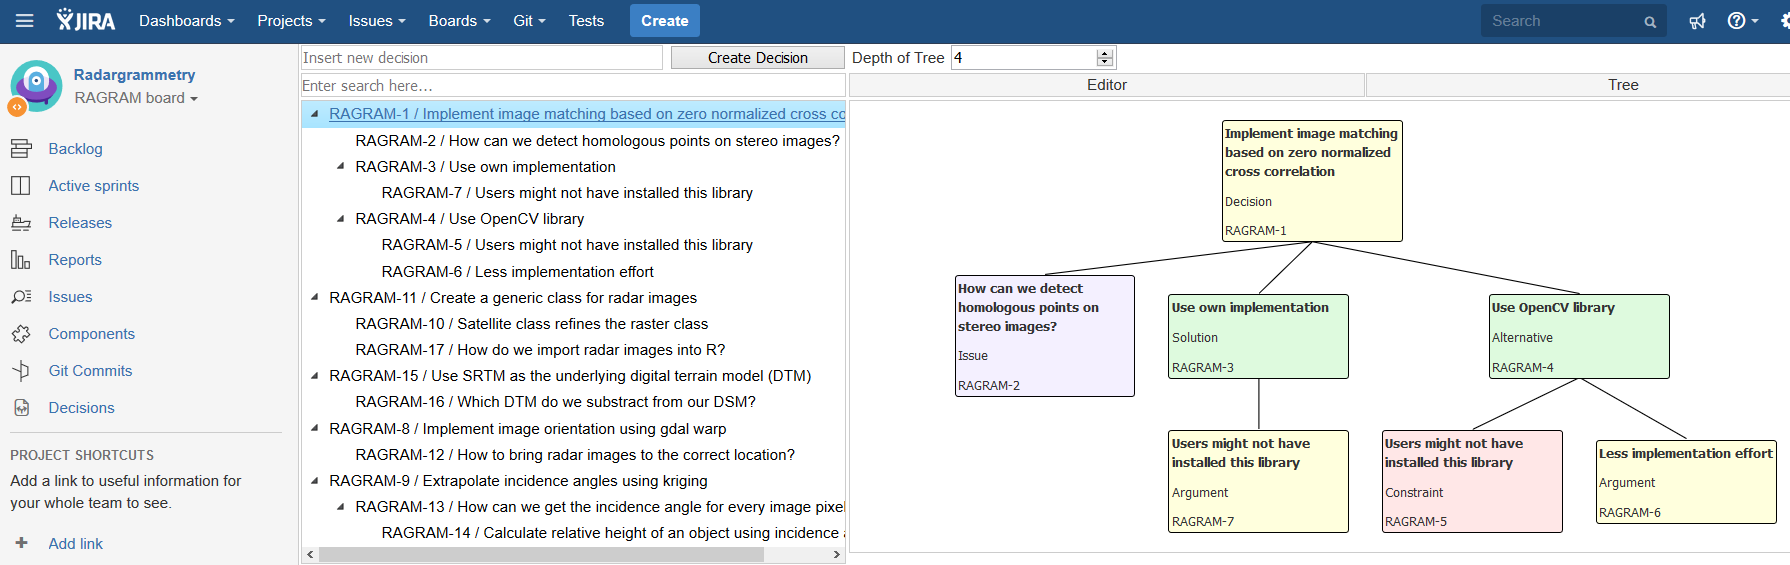 JIRA Dashboards Projects Issues Boards Git Tests Create Search
Radargrammetry
RAGRAM board
Backlog
Active sprints
Releases
Reports
Issues
Components
Git Commits
Decisions
PROJECT SHORTCUTS
Add a link to useful information for
your whole team to see.
+ Add link
Insert new decision Create Decision Depth of Tree 4
Enter search here...
RAGRAM-1 / Implement image matching based on zero normalized cross co
RAGRAM-2 / How can we detect homologous points on stereo images?
RAGRAM-3 / Use own implementation
RAGRAM-7 / Users might not have installed this library
RAGRAM-4 / Use OpenCV library
RAGRAM-5 / Users might not have installed this library
RAGRAM-6 / Less implementation effort
RAGRAM-11 / Create a generic class for radar images
RAGRAM-10 / Satellite class refines the raster class
RAGRAM-17 / How do we import radar images into R?
RAGRAM-15 / Use SRTM as the underlying digital terrain model (DTM)
RAGRAM-16 / Which DTM do we substract from our DSM?
RAGRAM-8 / Implement image orientation using gdal warp
RAGRAM-12 / How to bring radar images to the correct location?
RAGRAM-9 / Extrapolate incidence angles using kriging
RAGRAM-13 / How can we get the incidence angle for every image pixel
RAGRAM-14 / Calculate relative height of an object using incidence a
Editor Tree
Implement image matching
based on zero normalized
cross correlation
Decision
RAGRAM-1
How can we detect
homologous points on
stereo images?
Issue
RAGRAM-2
Use own implementation
Solution
RAGRAM-3
Use OpenCV library
Alternative
RAGRAM-4
Users might not have
installed this library
Argument
RAGRAM-7
Users might not have
installed this library
Constraint
RAGRAM-5
Less implementation effort
Argument
RAGRAM-6